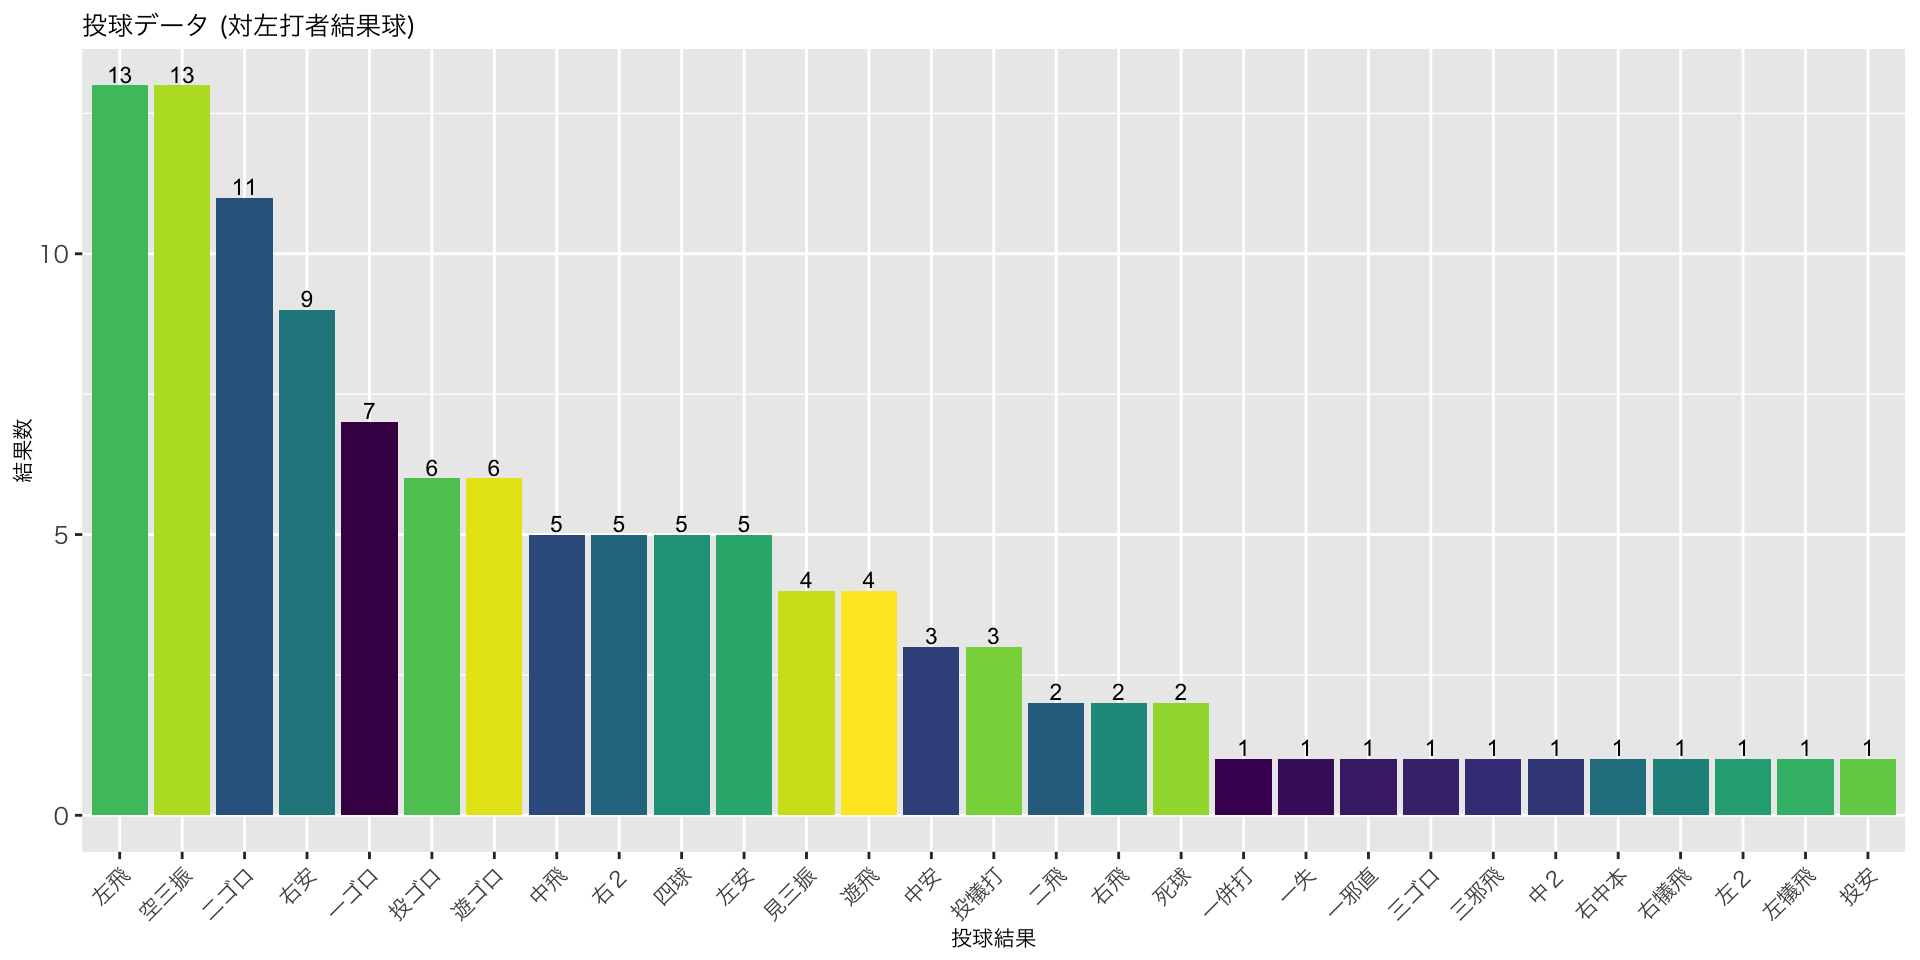 投球データ (対左打者結果球)
結果数
10
5
0
13 13 11 9 7 6 6 5 5 5 5 4 4 3 3 2 2 2 1 1 1 1 1 1 1 1 1 1 1
左飛 空三振 二ゴロ 右安 一ゴロ 投ゴロ 遊ゴロ 中飛 右２ 四球 左安 見三振 遊飛 中安 投犠打 二飛 右飛 死球 一併打 一失 一邪直 三ゴロ 三邪飛 中２ 右中本 右犠飛 左２ 左犠飛 投安
投球結果